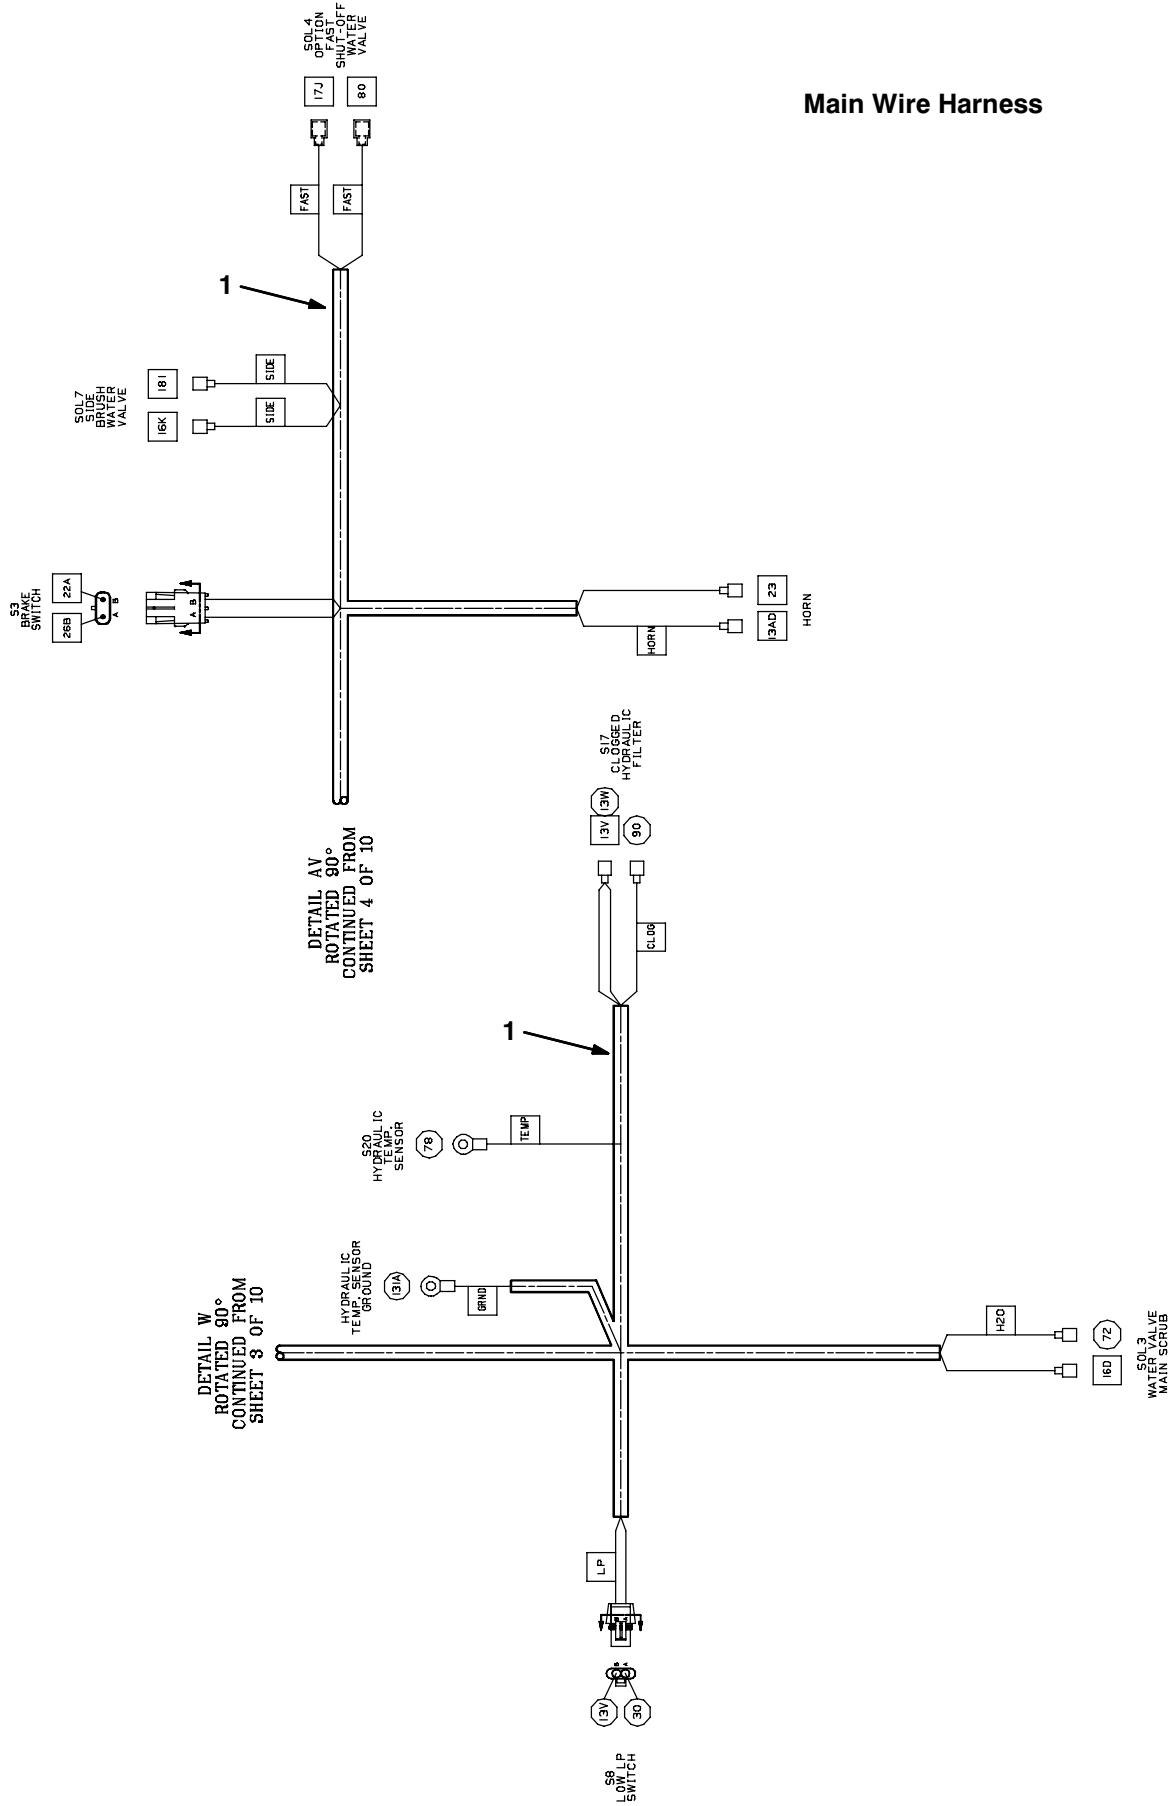 Main Wire Harness
SOL4
OPTION
FAST
SHUT-OFF
WATER
VALVE
17J
80
FAST
FAST
1
SOL7
SIDE
BRUSH
WATER
VALVE
181
16K
SIDE
SIDE
S3
BRAKE
SWITCH
22A
26B
A
B
A
B
HORN
23
13AD
HORN
DETAIL AV
ROTATED 90°
CONTINUED FROM
SHEET 4 OF 10
S17
CLOGGED
HYDRAULIC
FILTER
13W
13V
90
CLOG
1
S20
HYDRAULIC
TEMP.
SENSOR
78
TEMP
HYDRAULIC
TEMP. SENSOR
GROUND
131A
GRND
DETAIL W
ROTATED 90°
CONTINUED FROM
SHEET 3 OF 10
H2O
72
16D
SOL3
WATER VALVE
MAIN SCRUB
LP
B
A
13V
30
S8
LOW LP
SWITCH